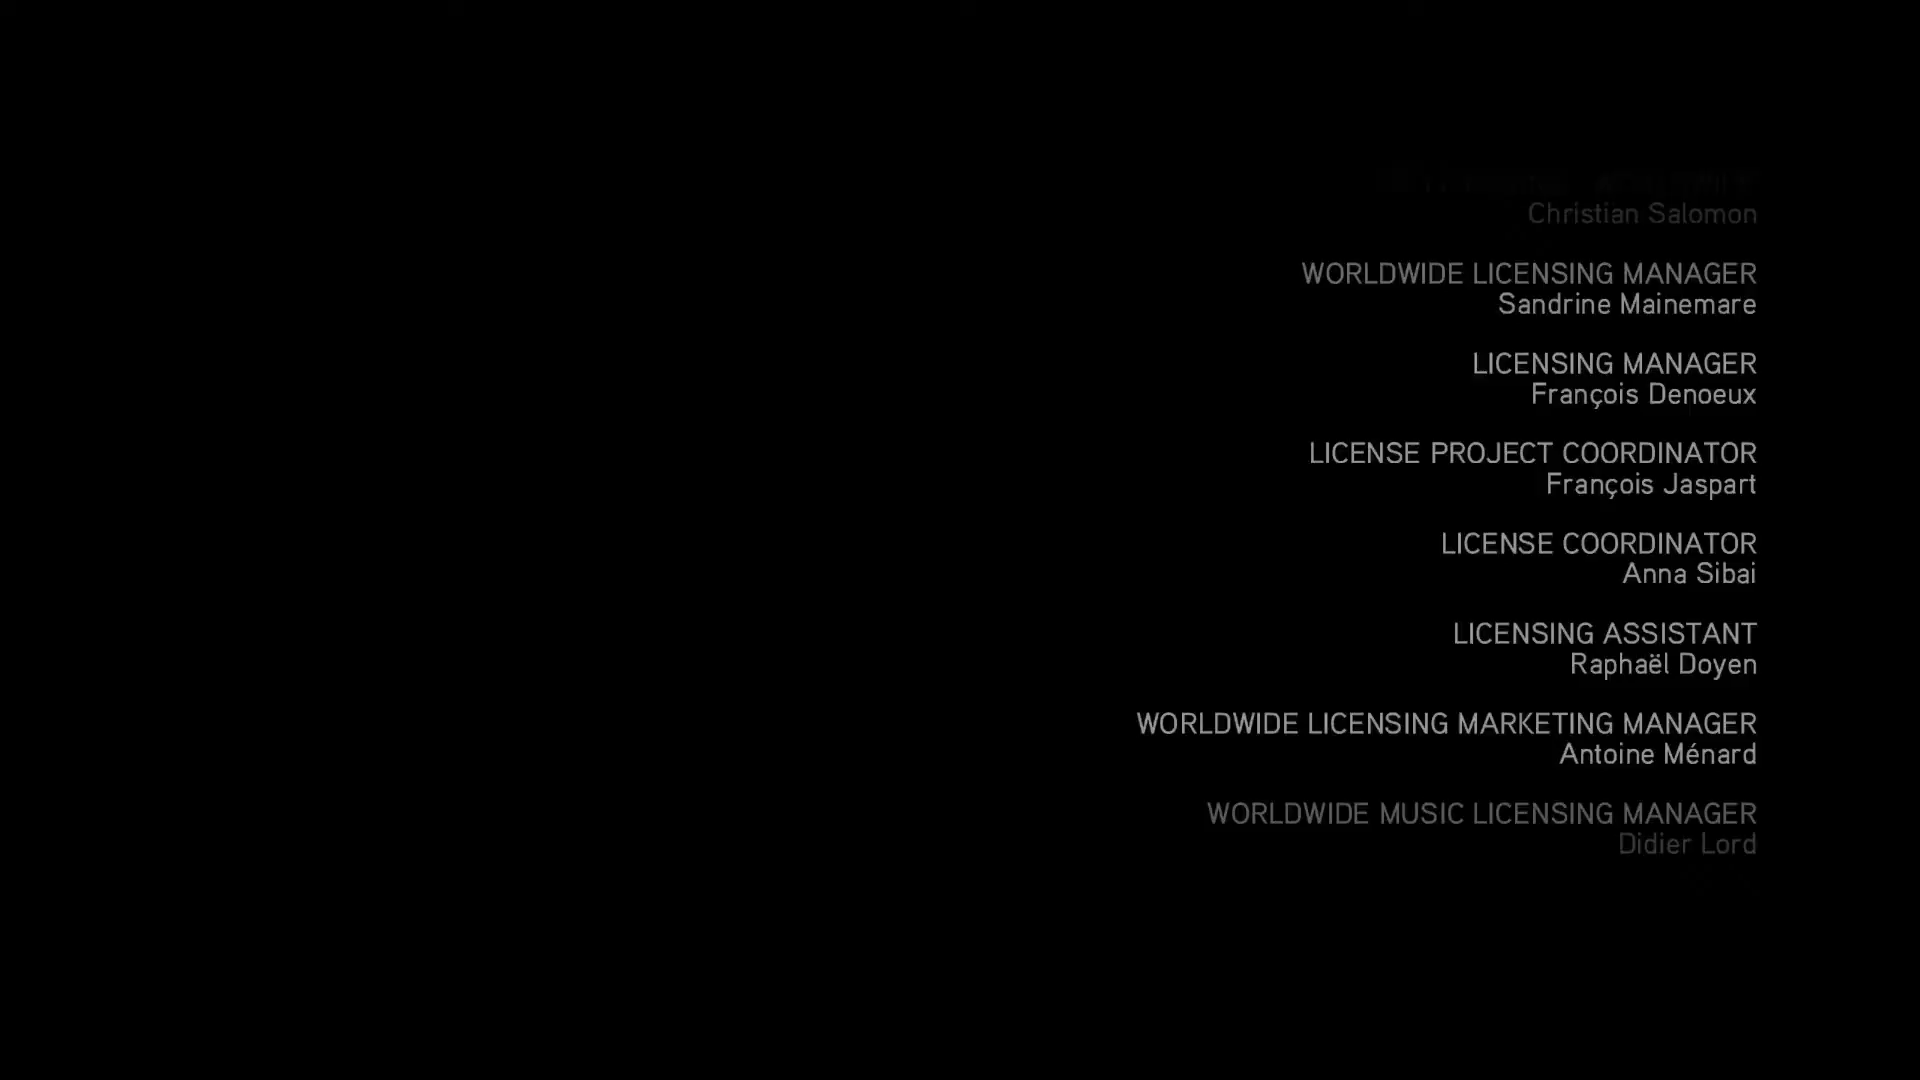 Christian Salomon
WORLDWIDE LICENSING MANAGER
Sandrine Mainemare
LICENSING MANAGER
François Denoeux
LICENSE PROJECT COORDINATOR
François Jaspart
LICENSE COORDINATOR
Anna Sibai
LICENSING ASSISTANT
Raphaël Doyen
WORLDWIDE LICENSING MARKETING MANAGER
Antoine Ménard
WORLDWIDE MUSIC LICENSING MANAGER
Didier Lord